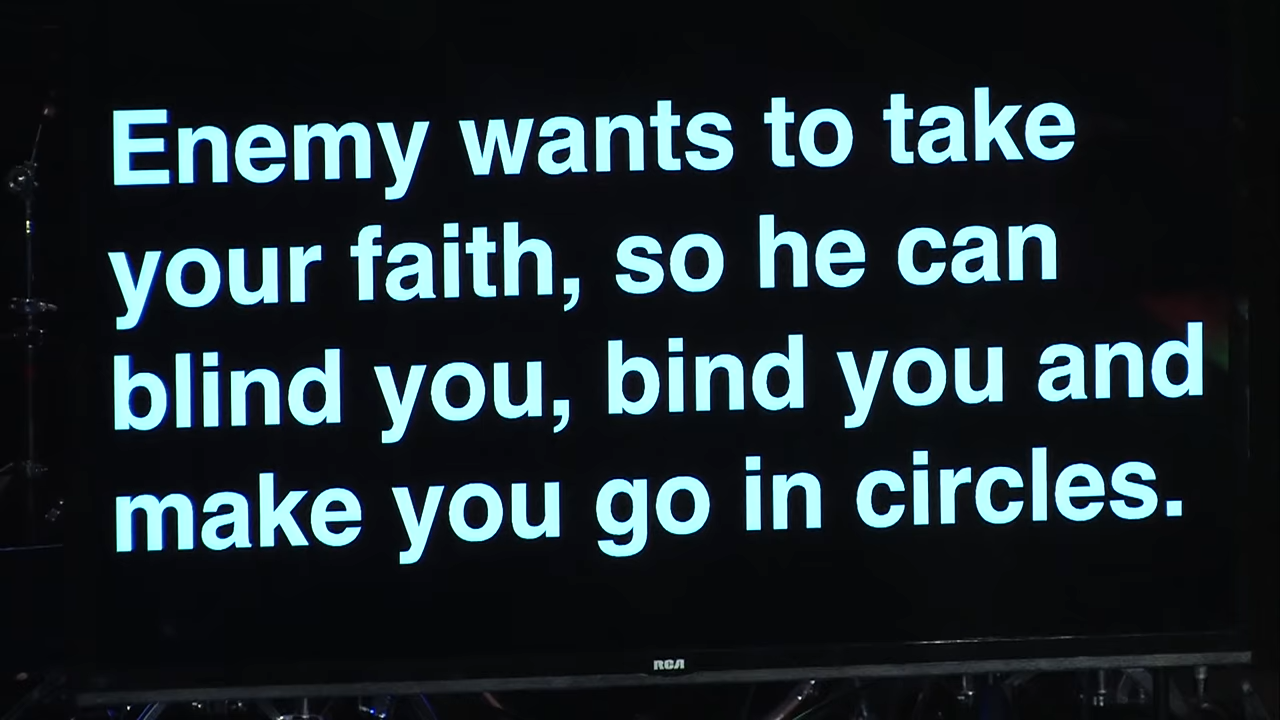 Enemy wants to take
your faith, so he can
blind you, bind you and
make you go in circles.
RCA